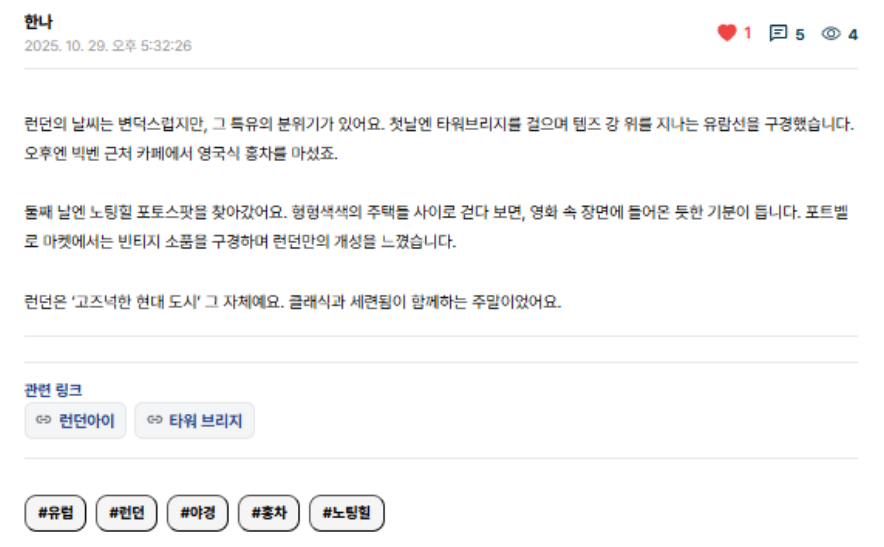 한나
2025. 10. 29. 오후 5:32:26
1 5 4
런던의 날씨는 변덕스럽지만, 그 특유의 분위기가 있어요. 첫날엔 타워브리지를 걸으며 템즈 강 위를 지나는 유람선을 구경했습니다.
오후엔 빅벤 근처 카페에서 영국식 홍차를 마셨죠.
둘째 날엔 노팅힐 포토스팟을 찾아갔어요. 형형색색의 주택들 사이로 걷다 보면, 영화 속 장면에 들어온 듯한 기분이 듭니다. 포트벨
로 마켓에서는 빈티지 소품을 구경하며 런던만의 개성을 느꼈습니다.
런던은 ‘고즈넉한 현대 도시’ 그 자체예요. 클래식과 세련됨이 함께하는 주말이었어요.
관련 링크
런던아이 타워 브리지
#유럽 #런던 #야경 #홍차 #노팅힐